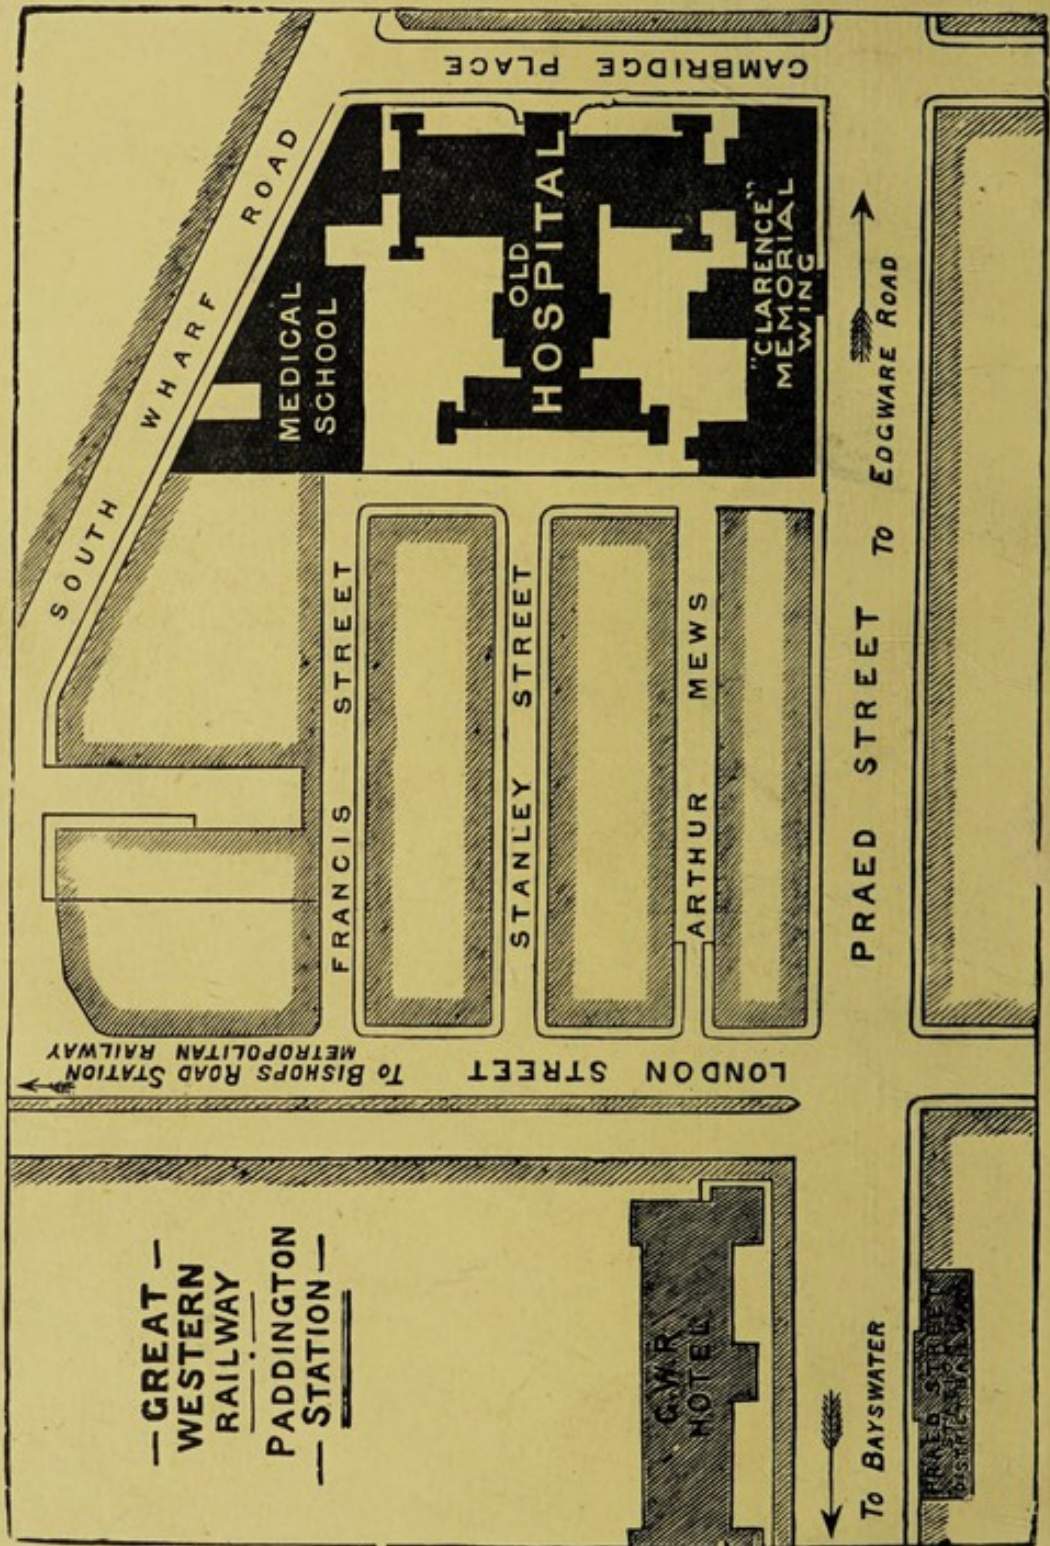 SOUTH WHARF ROAD
CAMBRIDGE PLACE
MEDICAL
SCHOOL
OLD
HOSPITAL
"CLARENCE"
MEMORIAL
WING
FRANCIS STREET
STANLEY STREET
ARTHUR MEWS
PRAED STREET
TO EDGWARE ROAD
LONDON STREET
TO BISHOPS ROAD STATION
METROPOLITAN RAILWAY
GREAT
WESTERN
RAILWAY
PADDINGTON
STATION
G.W.R.
HOTEL
TO BAYSWATER
PRAED STREET
STATION